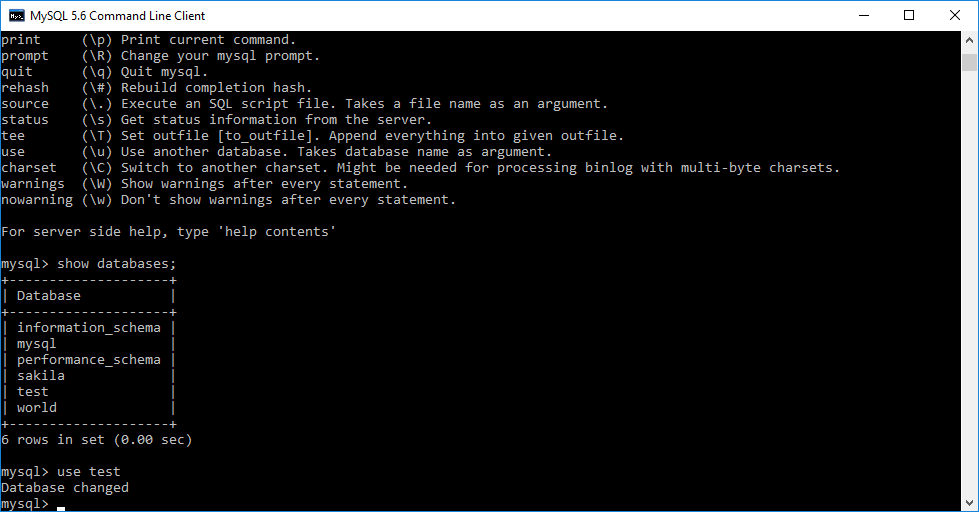 MySQL 5.6 Command Line Client
print     (\p) Print current command.
prompt    (\R) Change your mysql prompt.
quit      (\q) Quit mysql.
rehash    (\#) Rebuild completion hash.
source    (\.) Execute an SQL script file. Takes a file name as an argument.
status    (\s) Get status information from the server.
tee       (\T) Set outfile [to_outfile]. Append everything into given outfile.
use       (\u) Use another database. Takes database name as argument.
charset   (\C) Switch to another charset. Might be needed for processing binlog with multi-byte charsets.
warnings  (\W) Show warnings after every statement.
nowarning (\w) Don't show warnings after every statement.
For server side help, type 'help contents'
mysql> show databases;
+--------------------+
| Database           |
+--------------------+
| information_schema |
| mysql              |
| performance_schema |
| sakila             |
| test               |
| world              |
+--------------------+
6 rows in set (0.00 sec)
mysql> use test
Database changed
mysql> _